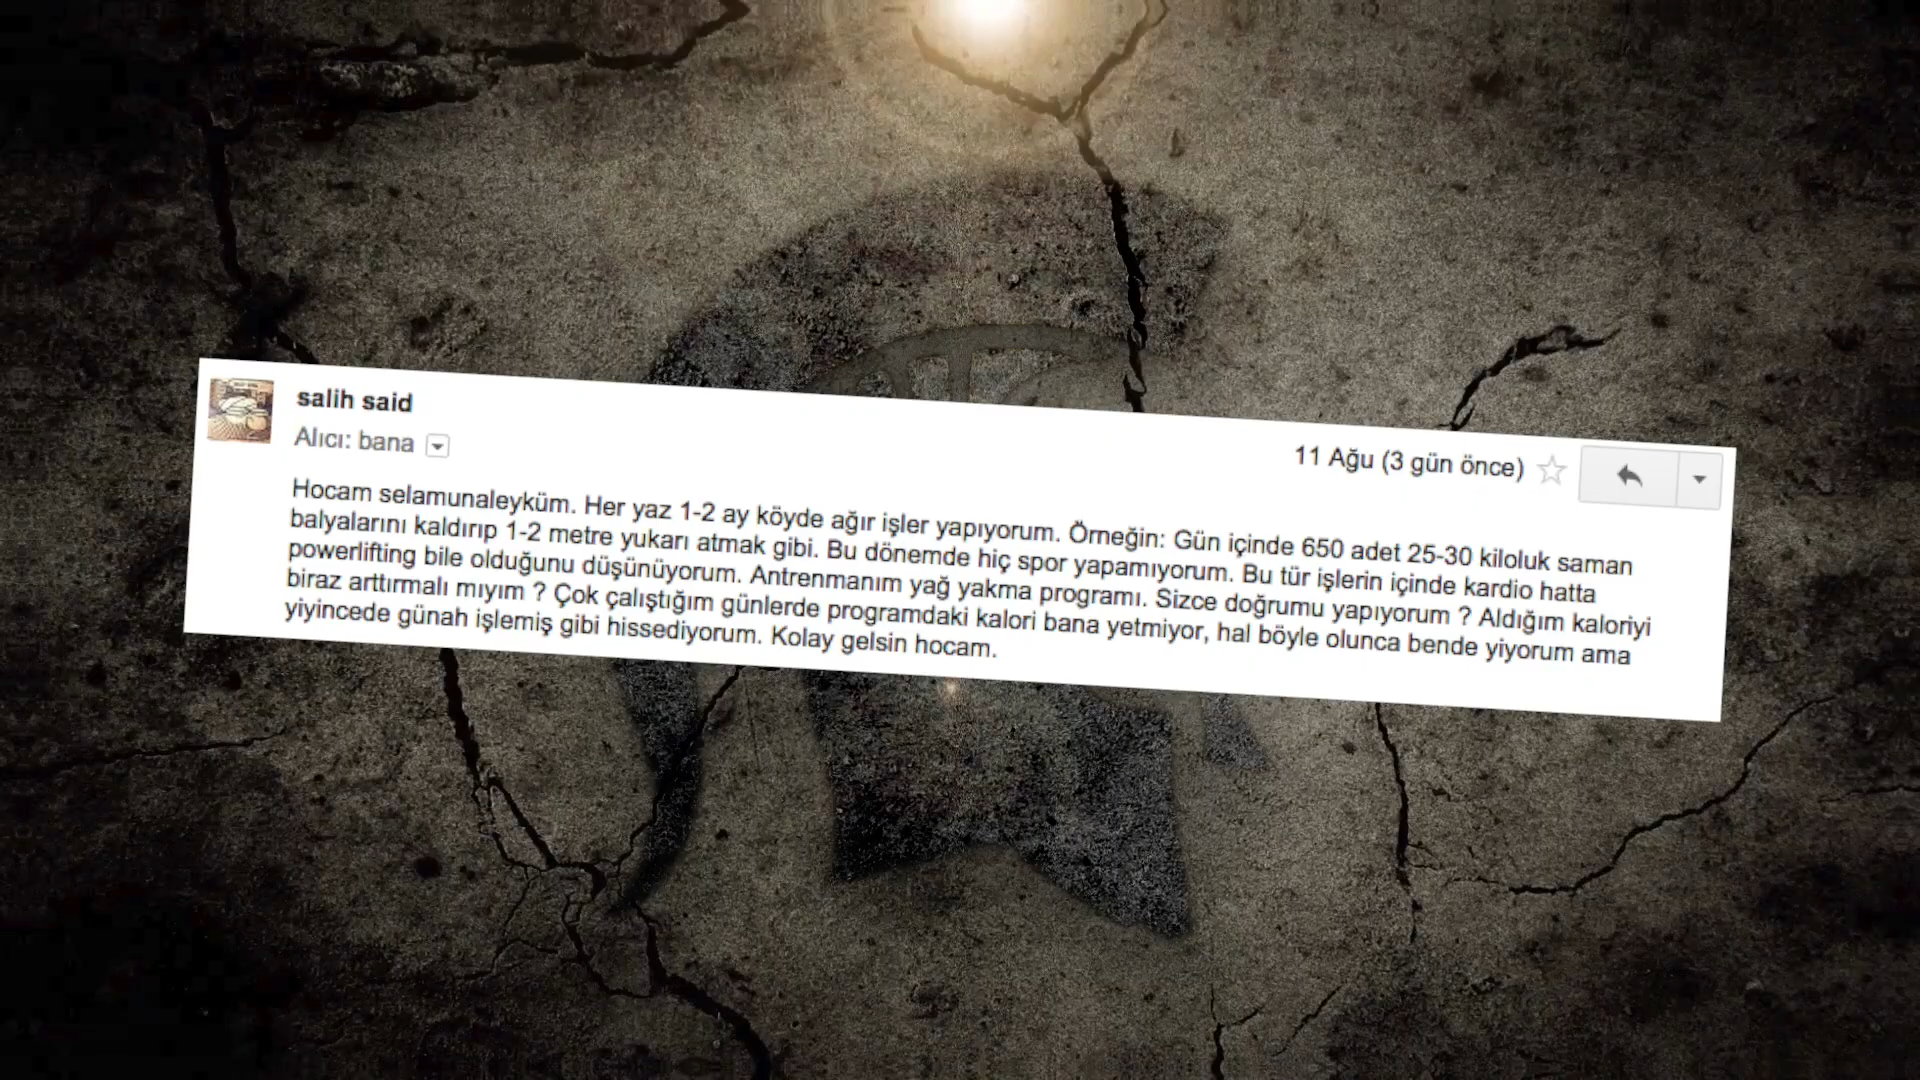 salih said
Alıcı: bana
11 Ağu (3 gün önce)
Hocam selamunaleyküm. Her yaz 1-2 ay köyde ağır işler yapıyorum. Örneğin: Gün içinde 650 adet 25-30 kiloluk saman
balyalarını kaldırıp 1-2 metre yukarı atmak gibi. Bu dönemde hiç spor yapamıyorum. Bu tür işlerin içinde kardio hatta
powerlifting bile olduğunu düşünüyorum. Antrenmanım yağ yakma programı. Sizce doğrumu yapıyorum ? Aldığım kaloriyi
biraz arttırmalı mıyım ? Çok çalıştığım günlerde programdaki kalori bana yetmiyor, hal böyle olunca bende yiyorum ama
yiyincede günah işlemiş gibi hissediyorum. Kolay gelsin hocam.